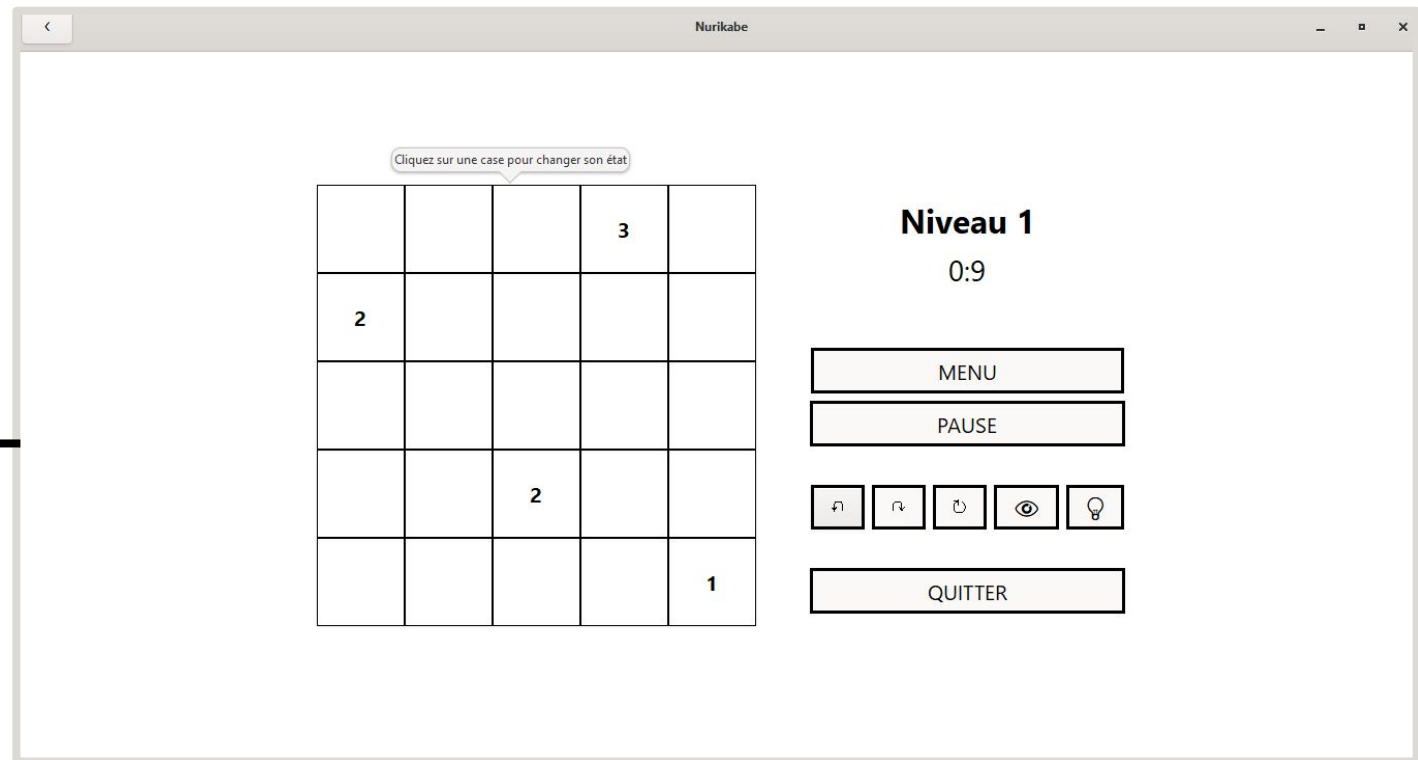 Nurikabe
Cliquez sur une case pour changer son état
3
2
2
1
Niveau 1
0:9
MENU
PAUSE
QUITTER